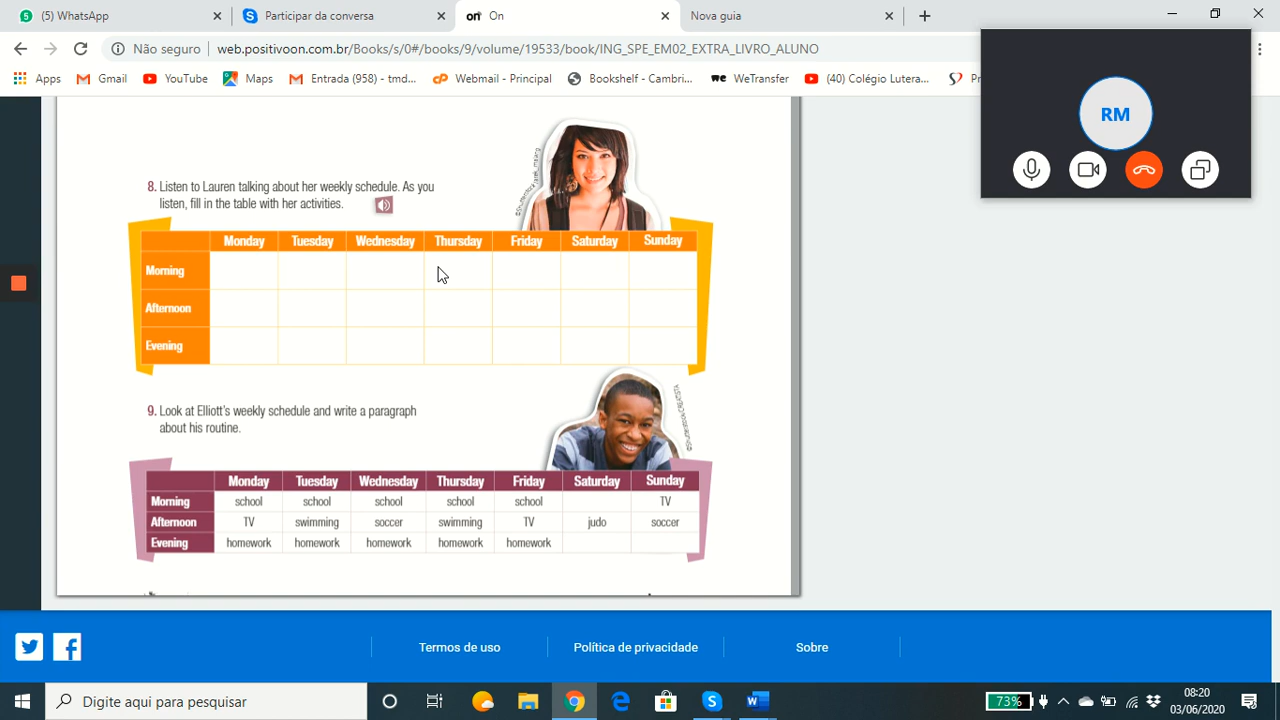 (5) WhatsApp
Participar da conversa
on
On
Nova guia
Não seguro
web.positivoon.com.br/Books/s/0#/books/9/volume/19533/book/ING_SPE_EM02_EXTRA_LIVRO_ALUNO
Apps
Gmail
YouTube
Maps
Entrada (958) - tmd...
Webmail - Principal
Bookshelf - Cambri...
we
WeTransfer
(40) Colégio Lutera...
RM
8. Listen to Lauren talking about her weekly schedule. As you
listen, fill in the table with her activities.
Monday Tuesday Wednesday Thursday Friday Saturday Sunday
Morning
Afternoon
Evening
9. Look at Elliott's weekly schedule and write a paragraph
about his routine.
Monday Tuesday Wednesday Thursday Friday Saturday Sunday
Morning school school school school school TV
Afternoon TV swimming soccer swimming TV judo soccer
Evening homework homework homework homework homework
Termos de uso
Política de privacidade
Sobre
Digite aqui para pesquisar
73%
08:20
03/06/2020